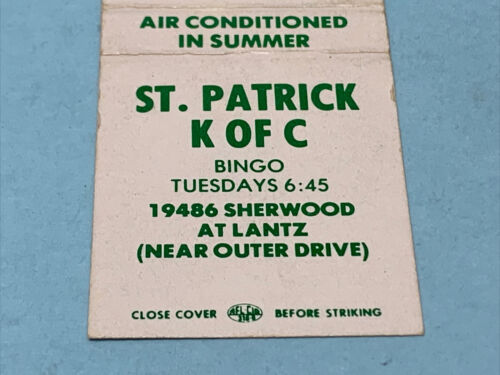 AIR CONDITIONED
IN SUMMER
ST. PATRICK
K OF C
BINGO
TUESDAYS 6:45
19486 SHERWOOD
AT LANTZ
(NEAR OUTER DRIVE)
CLOSE COVER BEFORE STRIKING